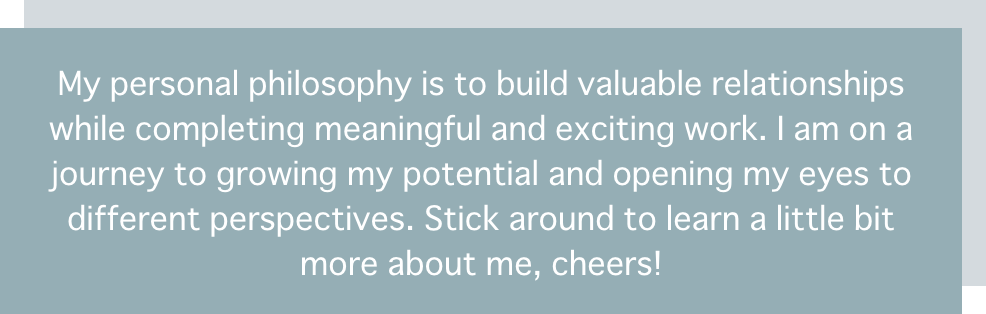 My personal philosophy is to build valuable relationships
while completing meaningful and exciting work. I am on a
journey to growing my potential and opening my eyes to
different perspectives. Stick around to learn a little bit
more about me, cheers!